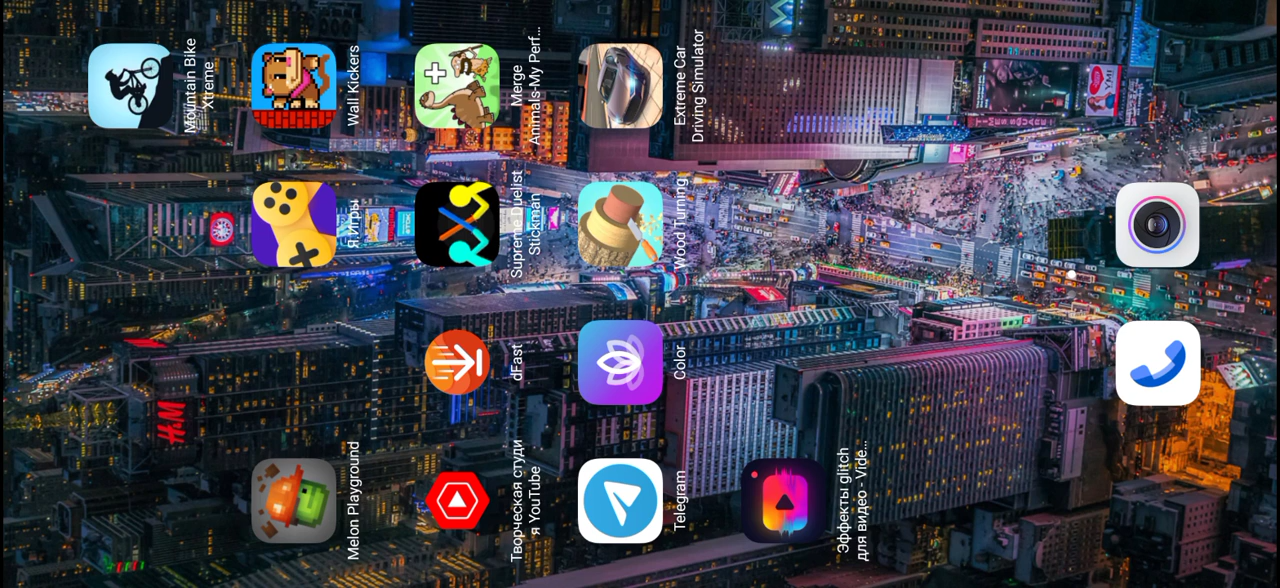 Mountain Bike
Xtreme
Melon Playground
Я Игры
Wall Kickers
Творческая студи
я YouTube
dFast
Supreme Duelist
Stickman
Merge
Animals-My Perf...
Telegram
Color
Wood Tuning
Extreme Car
Driving Simulator
Эффекты glitch
для видео - Vide...
H&M